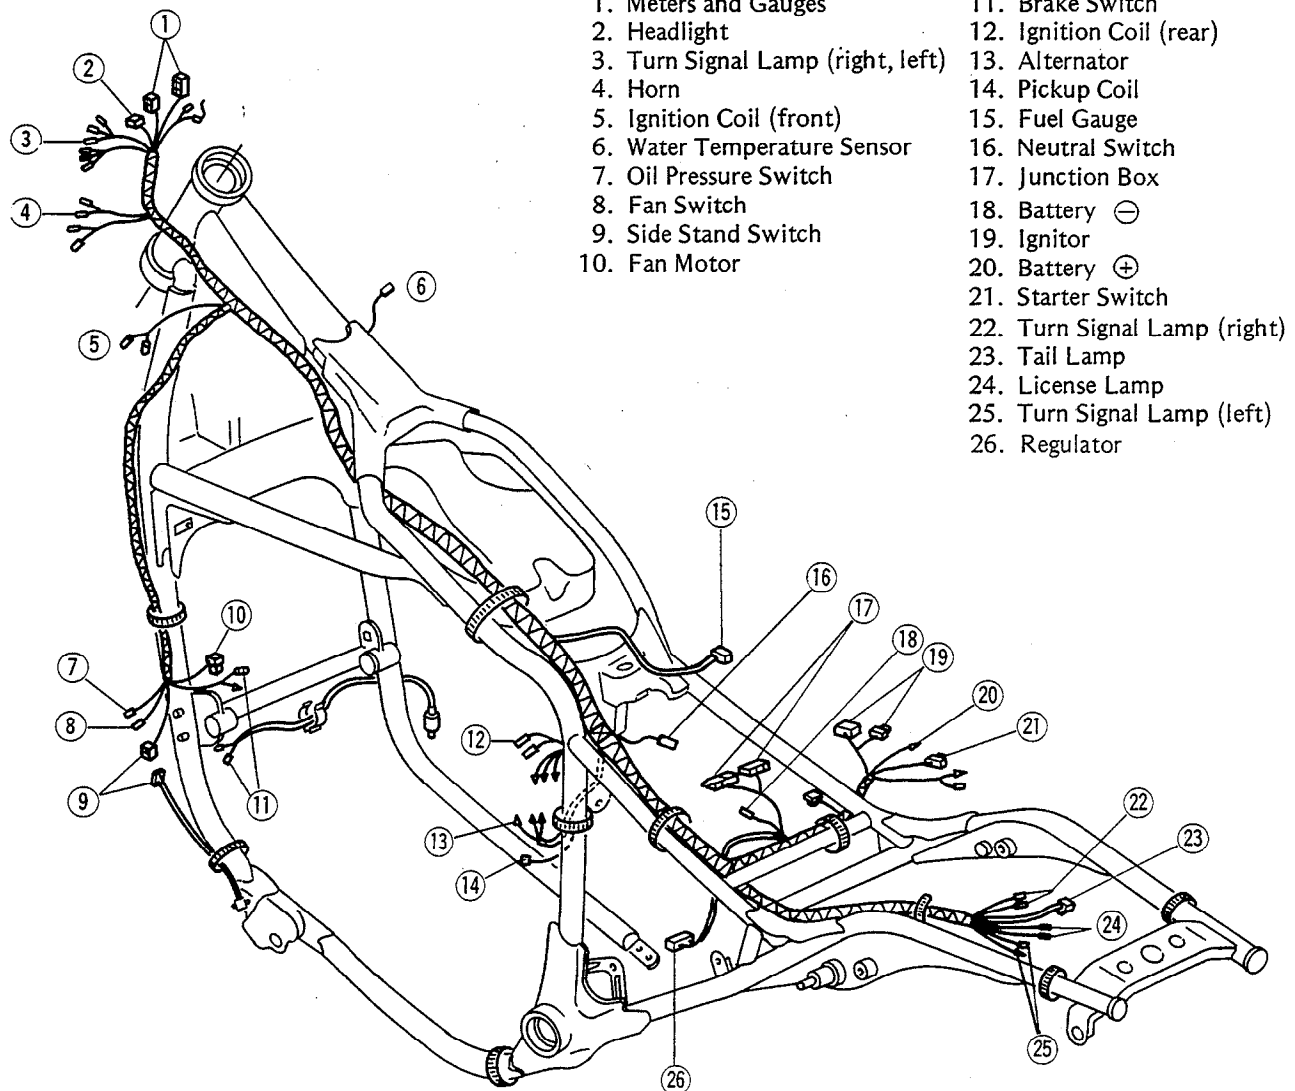 1. Meters and Gauges
2. Headlight
3. Turn Signal Lamp (right, left)
4. Horn
5. Ignition Coil (front)
6. Water Temperature Sensor
7. Oil Pressure Switch
8. Fan Switch
9. Side Stand Switch
10. Fan Motor
11. Brake Switch
12. Ignition Coil (rear)
13. Alternator
14. Pickup Coil
15. Fuel Gauge
16. Neutral Switch
17. Junction Box
18. Battery ⊖
19. Ignitor
20. Battery ⊕
21. Starter Switch
22. Turn Signal Lamp (right)
23. Tail Lamp
24. License Lamp
25. Turn Signal Lamp (left)
26. Regulator
1
2
3
4
5
6
7
8
9
10
11
12
13
14
15
16
17
18
19
20
21
22
23
24
25
26